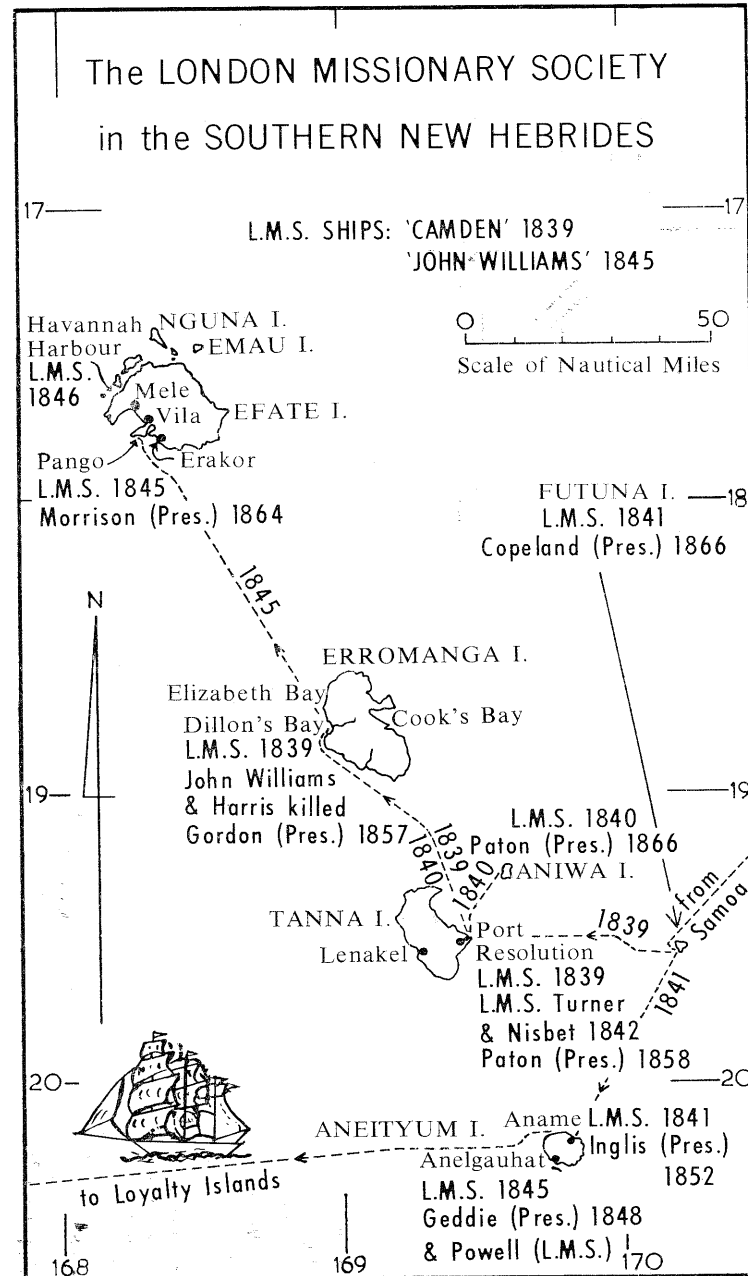 The LONDON MISSIONARY SOCIETY
in the SOUTHERN NEW HEBRIDES
17
17
L.M.S. SHIPS: 'CAMDEN' 1839
'JOHN WILLIAMS' 1845
0 50
Scale of Nautical Miles
Havannah
Harbour
L.M.S.
1846
NGUNA I.
EMAU I.
Mele
Vila
EFATE I.
Pango
Erakor
L.M.S. 1845
Morrison (Pres.) 1864
FUTUNA I.
18
L.M.S. 1841
Copeland (Pres.) 1866
1845
N
ERROMANGA I.
Elizabeth Bay
Dillon's Bay
Cook's Bay
L.M.S. 1839
John Williams
& Harris killed
Gordon (Pres.) 1857
19
19
L.M.S. 1840
Paton (Pres.) 1866
ANIWA I.
1839
1840
1840
from
Samoa
TANNA I.
Lenakel
Port
Resolution
1839
L.M.S. 1839
L.M.S. Turner
& Nisbet 1842
Paton (Pres.) 1858
1841
20
20
ANEITYUM I.
Aname
L.M.S. 1841
Inglis (Pres.)
1852
Anelgauhat
L.M.S. 1845
Geddie (Pres.) 1848
& Powell (L.M.S.)
to Loyalty Islands
168
169
170